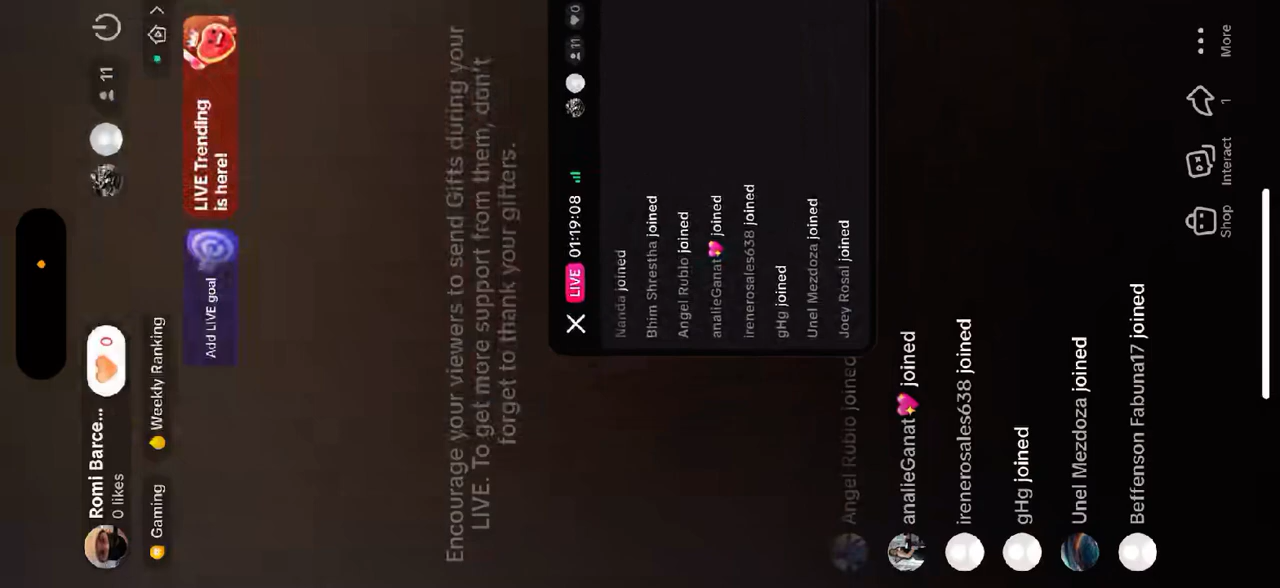 Romi Barce...
0 likes
0
11
Gaming
Weekly Ranking
Add LIVE goal
LIVE Trending
is here!
Encourage your viewers to send Gifts during your
LIVE. To get more support from them, don't
forget to thank your gifters.
LIVE 01:19:08
11
0
Nanda joined
Bhim Shrestha joined
Angel Rubio joined
analieGanat💖 joined
irenerosales638 joined
gHg joined
Unel Mezdoza joined
Joey Rosal joined
Angel Rubio joined
analieGanat💖 joined
irenerosales638 joined
gHg joined
Unel Mezdoza joined
Beffenson Fabuna17 joined
Shop
Interact
1
More